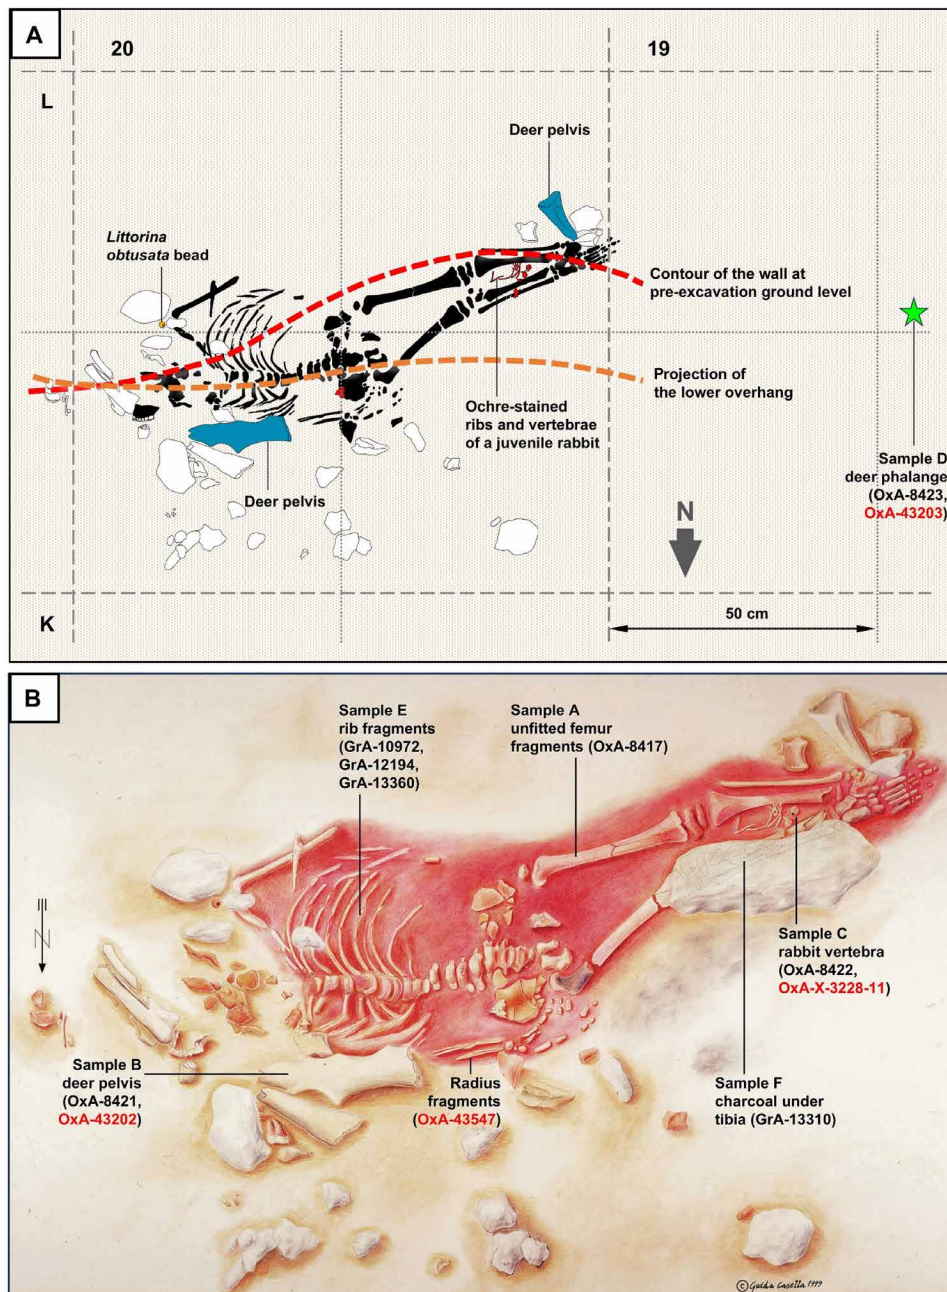 A
20
19
L
Deer pelvis
Littorina
obtusata bead
Contour of the wall at
pre-excavation ground level
Projection of
the lower overhang
Ochre-stained
ribs and vertebrae
of a juvenile rabbit
Sample D
deer phalange
(OxA-8423,
OxA-43203)
Deer pelvis
N
K
50 cm
B
Sample E
rib fragments
(GrA-10972,
GrA-12194,
GrA-13360)
Sample A
unfitted femur
fragments (OxA-8417)
N
Sample C
rabbit vertebra
(OxA-8422,
OxA-X-3228-11)
Sample B
deer pelvis
(OxA-8421,
OxA-43202)
Radius
fragments
(OxA-43547)
Sample F
charcoal under
tibia (GrA-13310)
© Guida Casella 1999